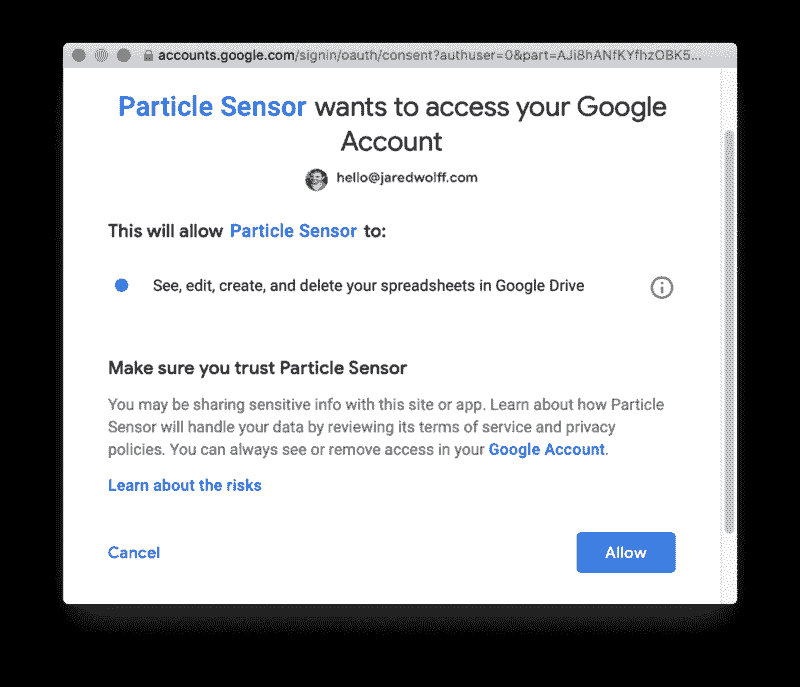 accounts.google.com/signin/oauth/consent?authuser=0&part=AJi8hANfKYfhzOBK5...
Particle Sensor wants to access your Google
Account
hello@jaredwolff.com
This will allow Particle Sensor to:
See, edit, create, and delete your spreadsheets in Google Drive
Make sure you trust Particle Sensor
You may be sharing sensitive info with this site or app. Learn about how Particle
Sensor will handle your data by reviewing its terms of service and privacy
policies. You can always see or remove access in your Google Account.
Learn about the risks
Cancel
Allow